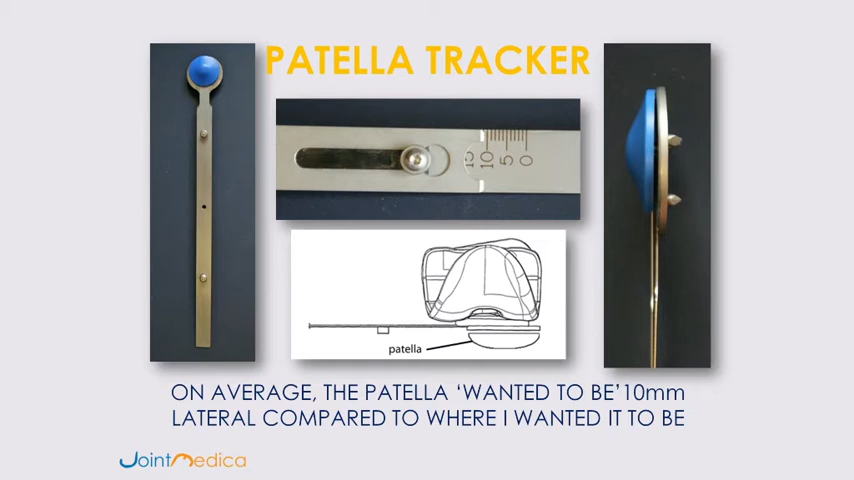 PATELLA TRACKER
15 10 5 0
patella
ON AVERAGE, THE PATELLA ‘WANTED TO BE’10mm
LATERAL COMPARED TO WHERE I WANTED IT TO BE
JointMedica